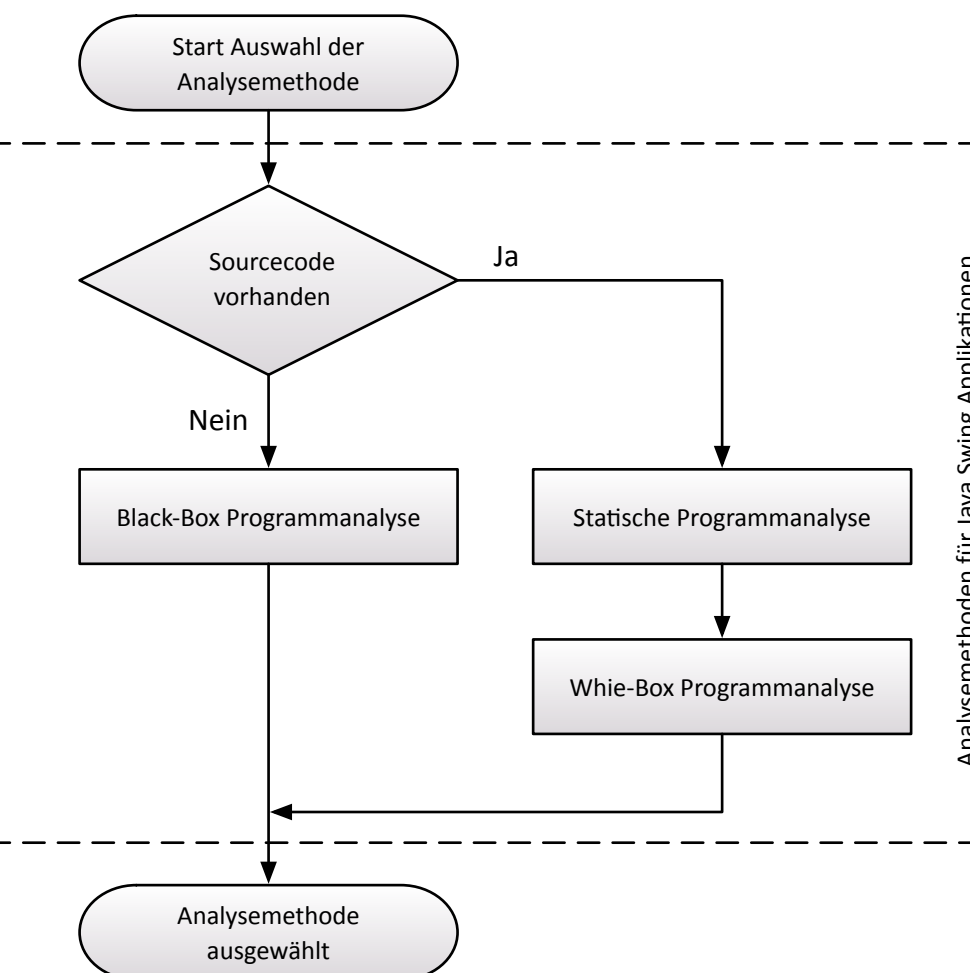 Start Auswahl der
Analysemethode
Sourcecode
vorhanden
Ja
Nein
Black-Box Programmanalyse
Statische Programmanalyse
Whie-Box Programmanalyse
Analysemethoden für Java Swing Applikationen
Analysemethode
ausgewählt